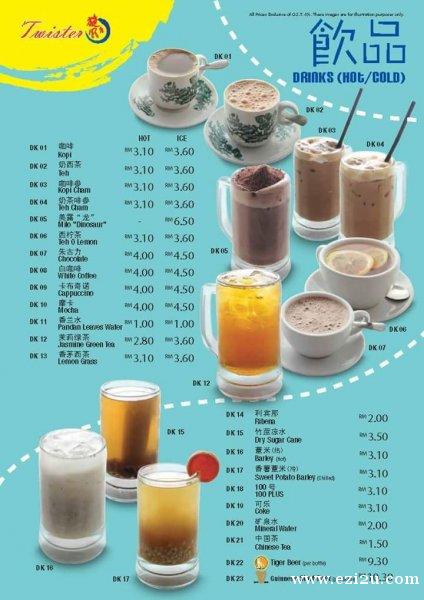 Twister
All Prices Exclusive of G.S.T. 6%. These images are for illustration purposes only.
飲品
DRINKS (HOT/COLD)
DK 01
DK 02
DK 03
DK 04
DK 05
DK 06
DK 07
DK 12
HOT ICE
DK 01 咖啡 RM 3.10 RM 3.60
Kopi
DK 02 奶西茶 RM 3.10 RM 3.60
Teh
DK 03 咖啡参 RM 3.10 RM 3.60
Kopi Cham
DK 04 奶茶啡参 RM 3.10 RM 3.60
Teh Cham
DK 05 美露“龙” - RM 6.50
Milo "Dinosaur"
DK 06 西柠茶 RM 3.10 RM 3.60
Teh O Lemon
DK 07 朱古力 RM 4.00 RM 4.50
Chocolate
DK 08 白咖啡 RM 4.00 RM 4.50
White Coffee
DK 09 卡布奇诺 RM 4.00 RM 4.50
Cappuccino
DK 10 摩卡 RM 4.00 RM 4.50
Mocha
DK 11 香兰水 RM 1.00 RM 1.00
Pandan Leaves Water
DK 12 茉莉绿茶 RM 2.80 RM 3.60
Jasmine Green Tea
DK 13 香茅西茶 RM 3.10 RM 3.60
Lemon Grass
DK 15
DK 16
DK 17
DK 14 利宾那 RM 2.00
Ribena
DK 15 竹蔗凉水 RM 3.50
Dry Sugar Cane
DK 16 薏米(热) RM 3.10
Barley (Hot)
DK 17 番薯薏米(冷) RM 3.10
Sweet Potato Barley (Chilled)
DK 18 100号 RM 3.10
100 PLUS
DK 19 可乐 RM 3.10
Coke
DK 20 矿泉水 RM 2.00
Mineral Water
DK 21 中国茶 RM 1.50
Chinese Tea
DK 22 Tiger Beer (per bottle) RM 9.30
DK 23 Guinness
www.ezi2u.com